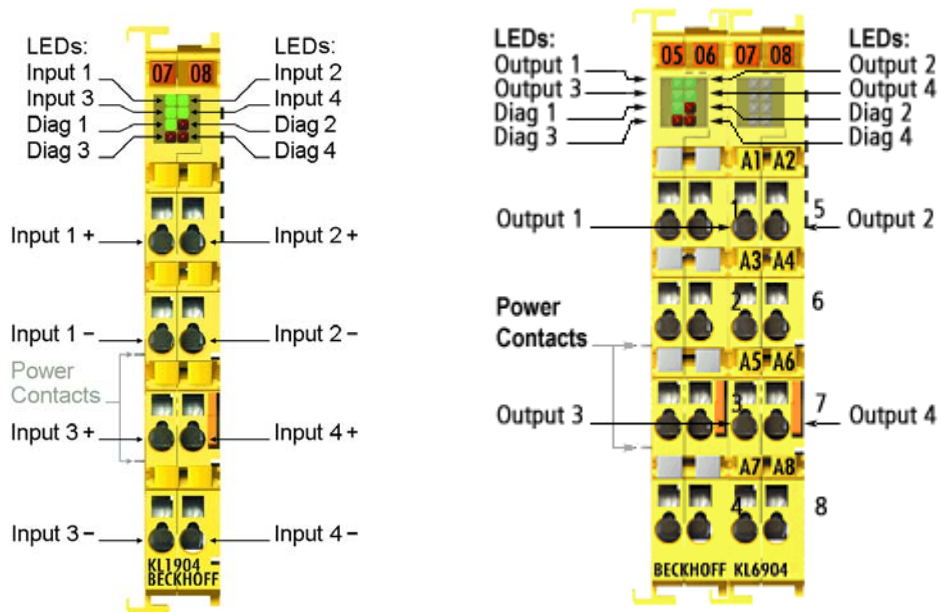 LEDs:
Input 1
Input 3
Diag 1
Diag 3
07 08
LEDs:
Input 2
Input 4
Diag 2
Diag 4
Input 1 +
Input 2 +
Input 1 –
Input 2 –
Power
Contacts
Input 3 +
Input 4 +
Input 3 –
Input 4 –
KL1904
BECKHOFF
LEDs:
Output 1
Output 3
Diag 1
Diag 3
05 06 07 08
LEDs:
Output 2
Output 4
Diag 2
Diag 4
A1 A2
Output 1
1
5
Output 2
A3 A4
2
6
Power
Contacts
A5 A6
Output 3
3
7
Output 4
A7 A8
4
8
BECKHOFF KL6904